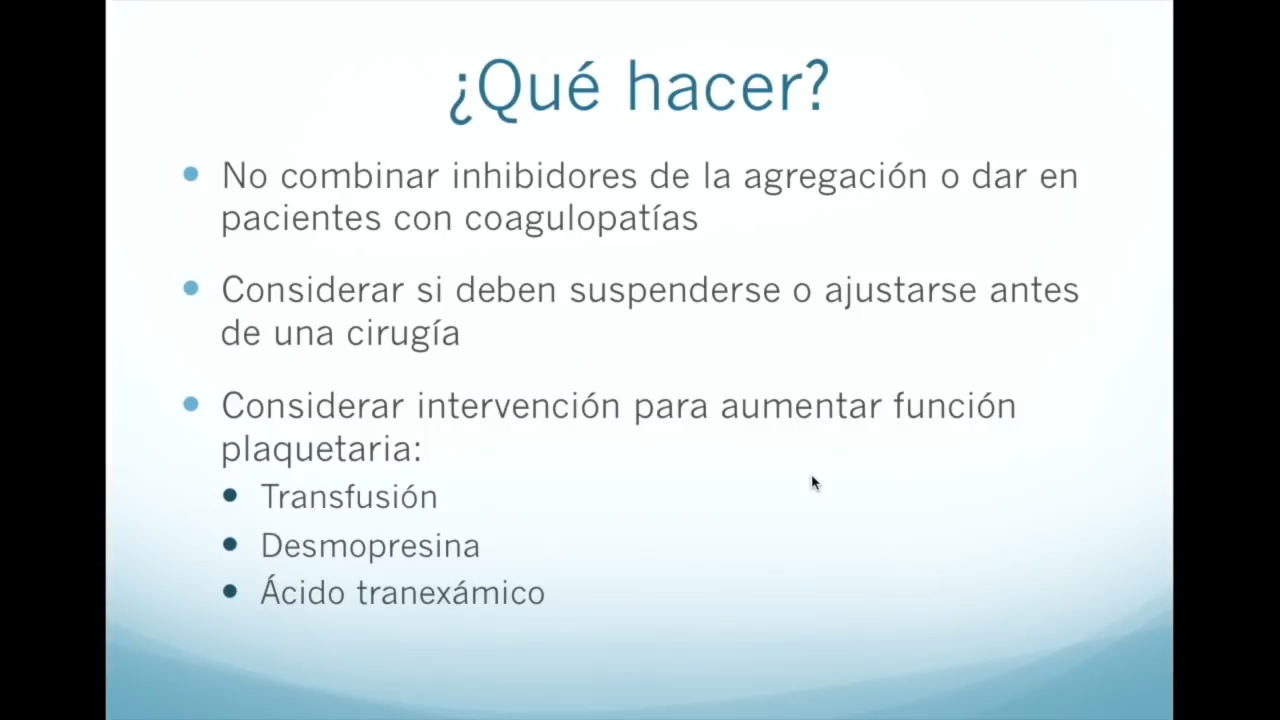 ¿Qué hacer?
No combinar inhibidores de la agregación o dar en
pacientes con coagulopatías
Considerar si deben suspenderse o ajustarse antes
de una cirugía
Considerar intervención para aumentar función
plaquetaria:
Transfusión
Desmopresina
Ácido tranexámico